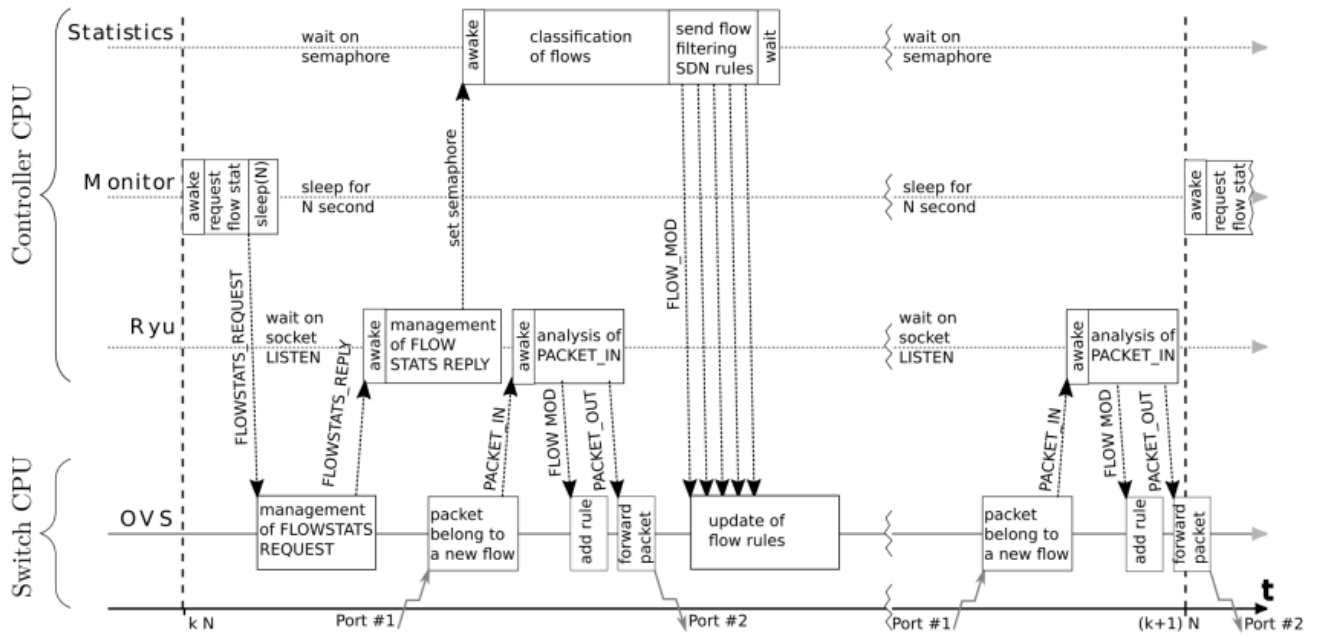 Controller CPU
Switch CPU
Statistics
wait on
semaphore
awake
classification
of flows
send flow
filtering
SDN rules
wait
wait on
semaphore
Monitor
awake
request
flow stat
sleep(N)
sleep for
N second
set semaphore
FLOW_MOD
sleep for
N second
awake
request
flow stat
Ryu
FLOWSTATS_REQUEST
wait on
socket
LISTEN
FLOWSTATS_REPLY
awake
management
of FLOW
STATS REPLY
awake
analysis of
PACKET_IN
wait on
socket
LISTEN
awake
analysis of
PACKET_IN
PACKET_IN
FLOW MOD
PACKET_OUT
PACKET_IN
FLOW MOD
PACKET_OUT
OVS
management
of FLOWSTATS
REQUEST
packet
belong to
a new flow
add rule
forward
packet
update of
flow rules
packet
belong to
a new flow
add rule
forward
packet
t
k N
Port #1
Port #2
Port #1
(k+1) N
Port #2